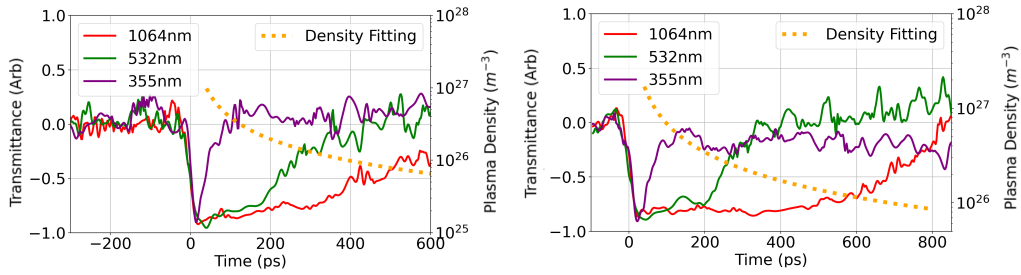 1.0
0.5
0.0
−0.5
−1.0
Transmittance (Arb)
1064nm
532nm
355nm
Density Fitting
10^28
10^27
10^26
10^25
Plasma Density (m^−3)
−200
0
200
400
600
Time (ps)
1.0
0.5
0.0
−0.5
−1.0
Transmittance (Arb)
1064nm
532nm
355nm
Density Fitting
10^28
10^27
10^26
Plasma Density (m^−3)
0
200
400
600
800
Time (ps)